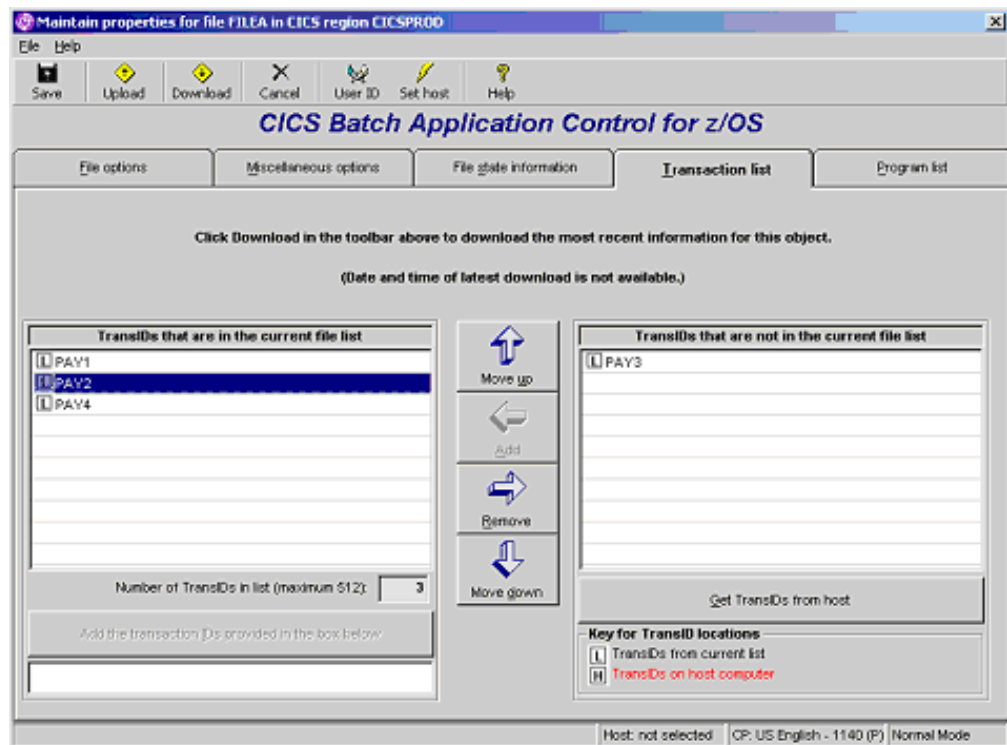 Maintain properties for file FILEA in CICS region CICSPROD
File Help
Save Upload Download Cancel User ID Set host Help
CICS Batch Application Control for z/OS
File options Miscellaneous options File state information Transaction list Program list
Click Download in the toolbar above to download the most recent information for this object.
(Date and time of latest download is not available.)
TransIDs that are in the current file list
L PAY1
L PAY2
L PAY4
Number of TransIDs in list (maximum 512): 3
Add the transaction IDs provided in the box below
Move up
Add
Remove
Move down
TransIDs that are not in the current file list
L PAY3
Get TransIDs from host
Key for TransID locations
L TransIDs from current list
H TransIDs on host computer
Host: not selected CP: US English - 1140 (P) Normal Mode